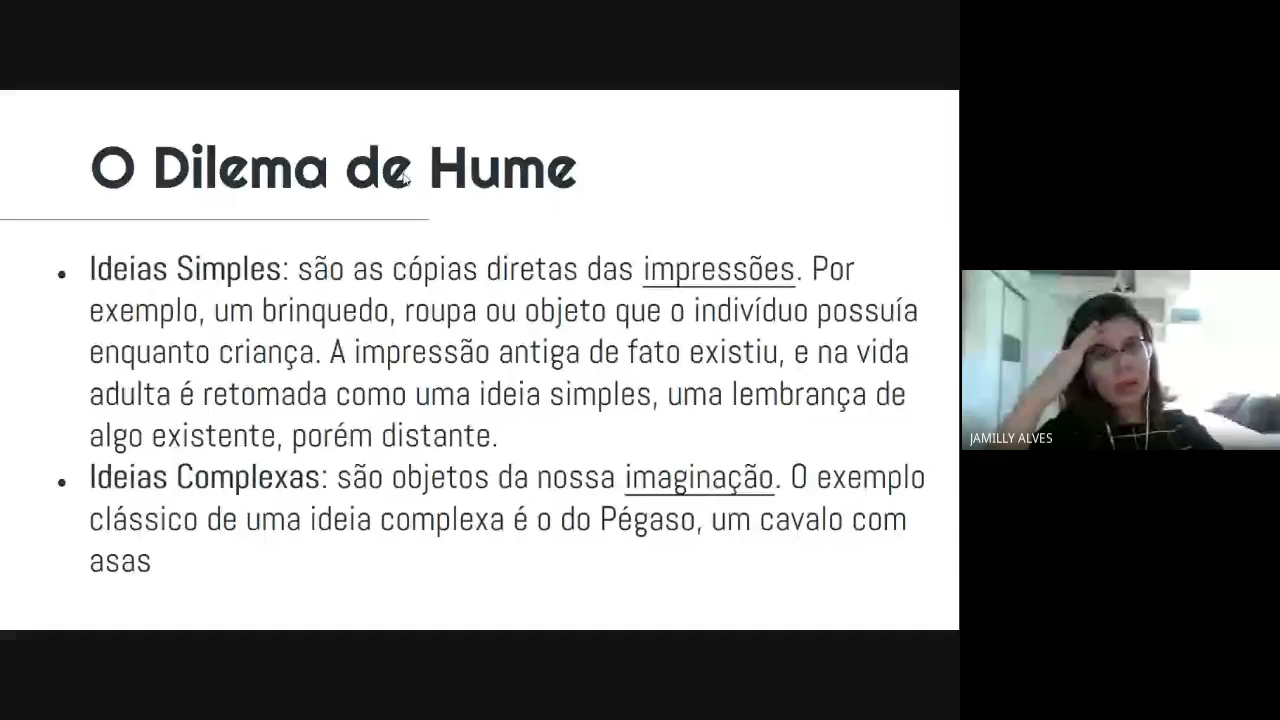 O Dilema de Hume
• Ideias Simples: são as cópias diretas das impressões. Por
exemplo, um brinquedo, roupa ou objeto que o indivíduo possuía
enquanto criança. A impressão antiga de fato existiu, e na vida
adulta é retomada como uma ideia simples, uma lembrança de
algo existente, porém distante.
• Ideias Complexas: são objetos da nossa imaginação. O exemplo
clássico de uma ideia complexa é o do Pégaso, um cavalo com
asas
JAMILLY ALVES